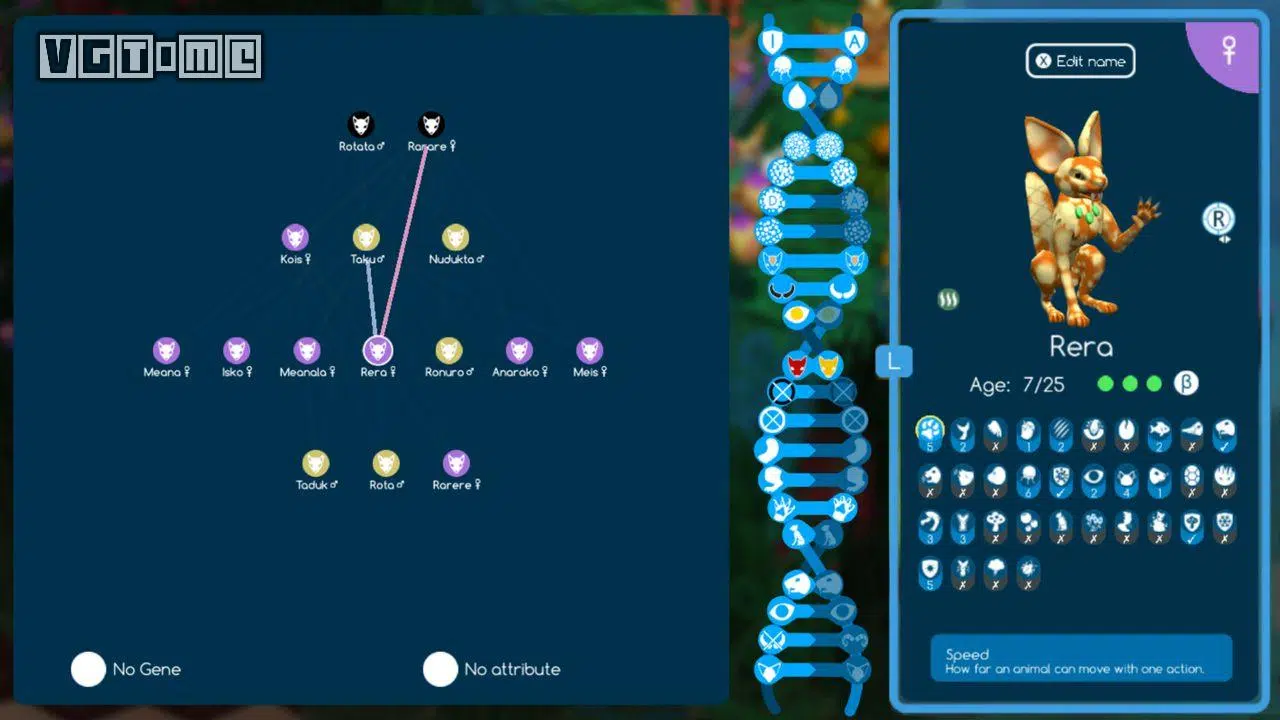 VGTIME
Rotata♂
Rarare♀
Kois♀
Taku♂
Nudukta♂
Meana♀
Isko♀
Meanala♀
Rera♀
Ronuro♂
Anarako♀
Meis♀
Taduk♂
Rota♂
Rarere♀
No Gene
No attribute
I A
D A
L
X Edit name
♀
R
Rera
Age: 7/25 β
5 2 x 1 2 x x 2 x ✓
x x x 6 ✓ 2 4 1 x x
3 3 x x x x x x ✓ x
5 x x x
Speed
How far an animal can move with one action.